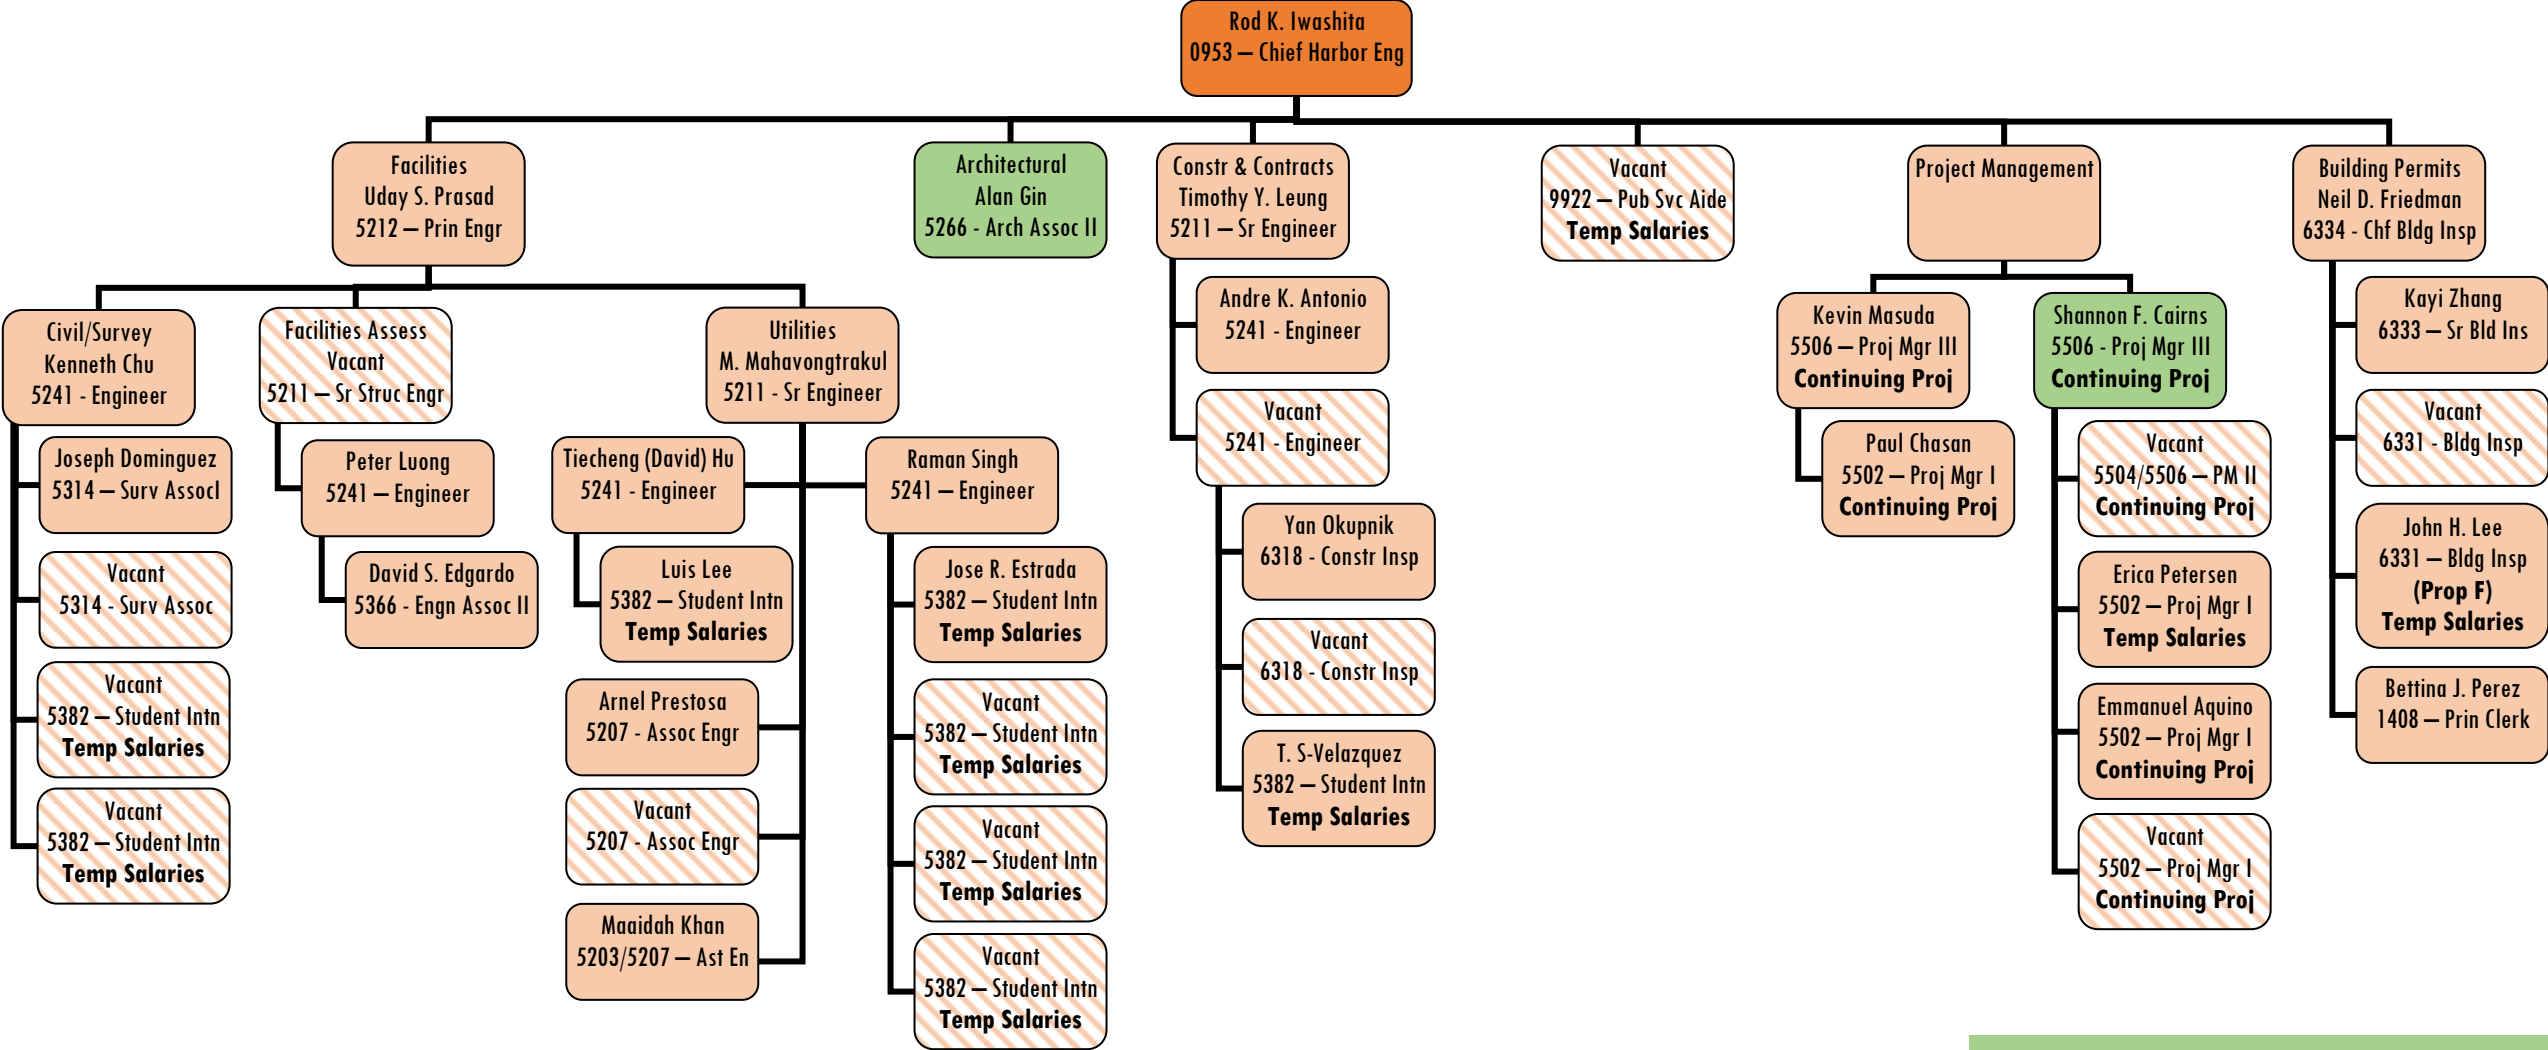 Rod K. Iwashita
0953 – Chief Harbor Eng
Facilities
Uday S. Prasad
5212 – Prin Engr
Architectural
Alan Gin
5266 - Arch Assoc II
Constr & Contracts
Timothy Y. Leung
5211 – Sr Engineer
Vacant
9922 – Pub Svc Aide
Temp Salaries
Project Management
Building Permits
Neil D. Friedman
6334 - Chf Bldg Insp
Civil/Survey
Kenneth Chu
5241 - Engineer
Joseph Dominguez
5314 – Surv AssocI
Vacant
5314 - Surv Assoc
Vacant
5382 – Student Intn
Temp Salaries
Vacant
5382 – Student Intn
Temp Salaries
Facilities Assess
Vacant
5211 – Sr Struc Engr
Peter Luong
5241 – Engineer
David S. Edgardo
5366 - Engn Assoc II
Utilities
M. Mahavongtrakul
5211 - Sr Engineer
Tiecheng (David) Hu
5241 - Engineer
Luis Lee
5382 – Student Intn
Temp Salaries
Arnel Prestosa
5207 - Assoc Engr
Vacant
5207 - Assoc Engr
Maaidah Khan
5203/5207 – Ast En
Raman Singh
5241 – Engineer
Jose R. Estrada
5382 – Student Intn
Temp Salaries
Vacant
5382 – Student Intn
Temp Salaries
Vacant
5382 – Student Intn
Temp Salaries
Vacant
5382 – Student Intn
Temp Salaries
Andre K. Antonio
5241 - Engineer
Vacant
5241 - Engineer
Yan Okupnik
6318 - Constr Insp
Vacant
6318 - Constr Insp
T. S-Velazquez
5382 – Student Intn
Temp Salaries
Kevin Masuda
5506 – Proj Mgr III
Continuing Proj
Paul Chasan
5502 – Proj Mgr I
Continuing Proj
Shannon F. Cairns
5506 - Proj Mgr III
Continuing Proj
Vacant
5504/5506 – PM II
Continuing Proj
Erica Petersen
5502 – Proj Mgr I
Temp Salaries
Emmanuel Aquino
5502 – Proj Mgr I
Continuing Proj
Vacant
5502 – Proj Mgr I
Continuing Proj
Kayi Zhang
6333 – Sr Bld Ins
Vacant
6331 - Bldg Insp
John H. Lee
6331 – Bldg Insp
(Prop F)
Temp Salaries
Bettina J. Perez
1408 – Prin Clerk